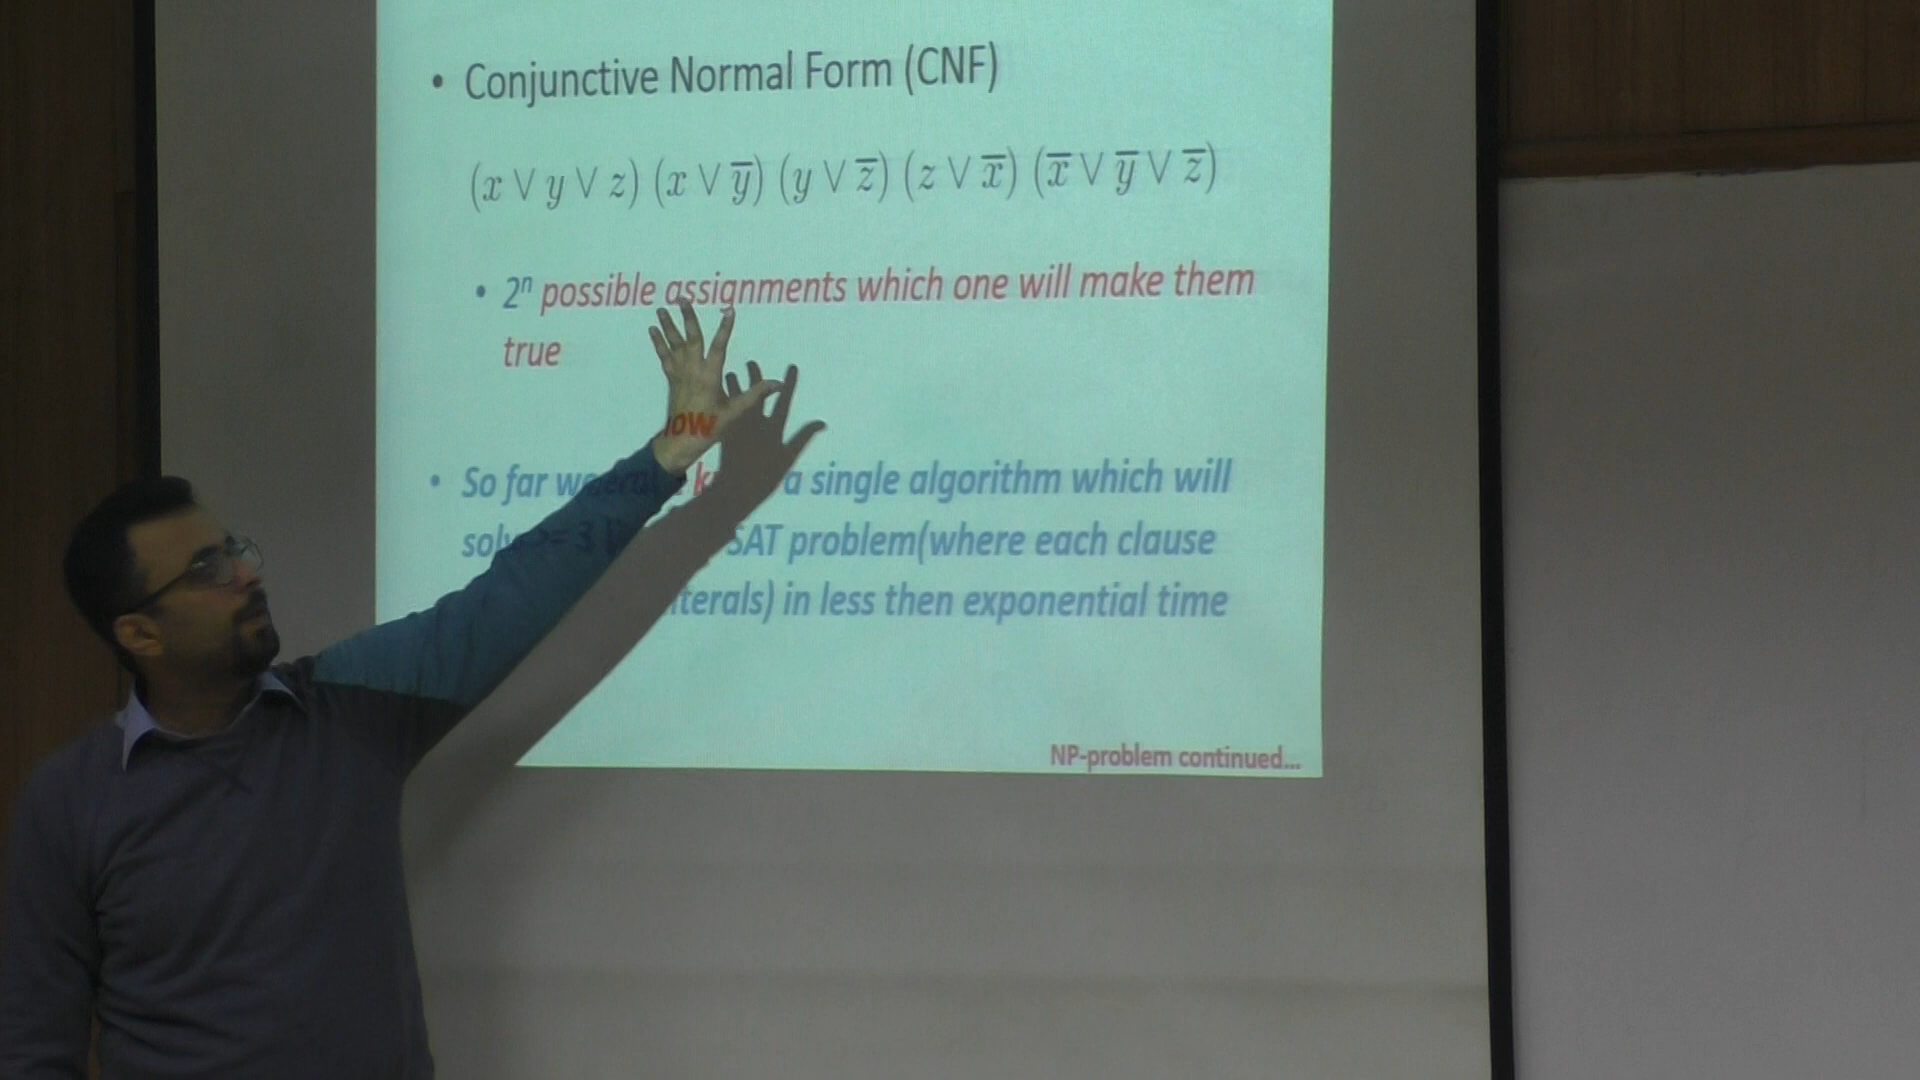 • Conjunctive Normal Form (CNF)
(x ∨ y ∨ z) (x ∨ y̅) (y ∨ z̅) (z ∨ x̅) (x̅ ∨ y̅ ∨ z̅)
• 2ⁿ possible assignments which one will make them
true
• So far a single algorithm which will
SAT problem(where each clause
in less then exponential time
NP-problem continued...